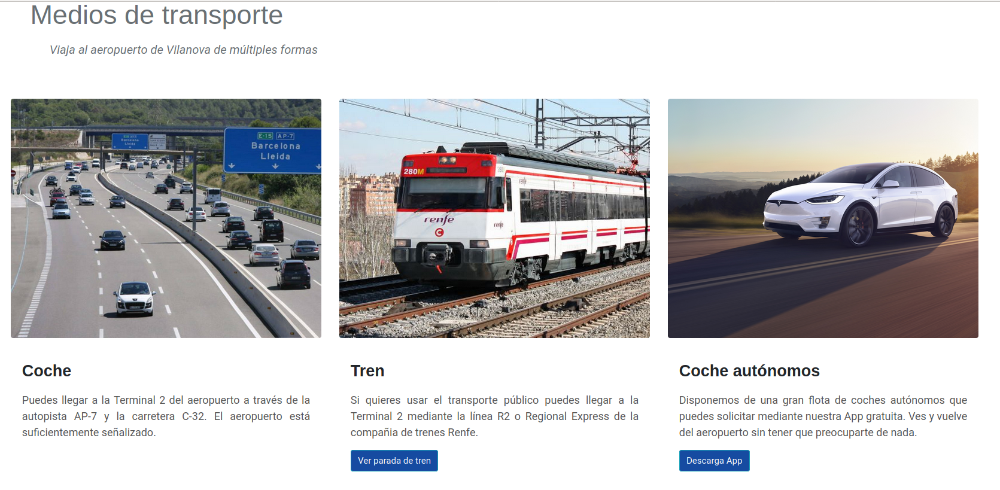 Medios de transporte
Viaja al aeropuerto de Vilanova de múltiples formas
Barcelona
Lleida
E-15 AP-7
Barcelona
Lleida
280M
renfe
renfe
renfe
Coche
Puedes llegar a la Terminal 2 del aeropuerto a través de la
autopista AP-7 y la carretera C-32. El aeropuerto está
suficientemente señalizado.
Tren
Si quieres usar el transporte público puedes llegar a la
Terminal 2 mediante la línea R2 o Regional Express de la
compañia de trenes Renfe.
Ver parada de tren
Coche autónomos
Disponemos de una gran flota de coches autónomos que
puedes solicitar mediante nuestra App gratuita. Ves y vuelve
del aeropuerto sin tener que preocuparte de nada.
Descarga App